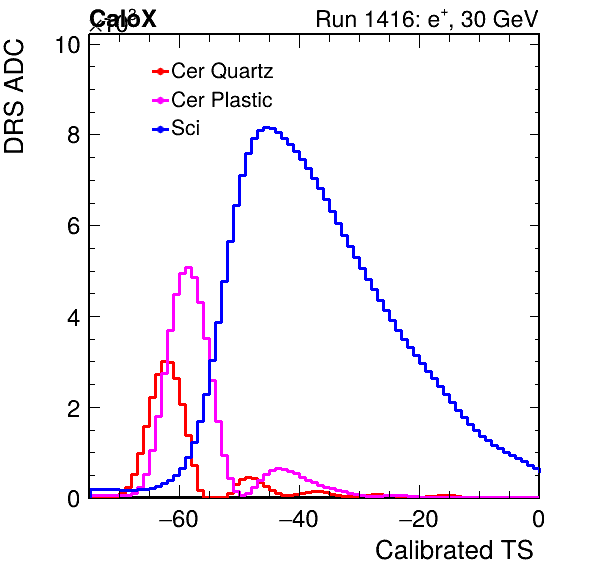 CaloX
×10³
Run 1416: e⁺, 30 GeV
DRS ADC
10
8
6
4
2
0
Cer Quartz
Cer Plastic
Sci
−60 −40 −20 0
Calibrated TS